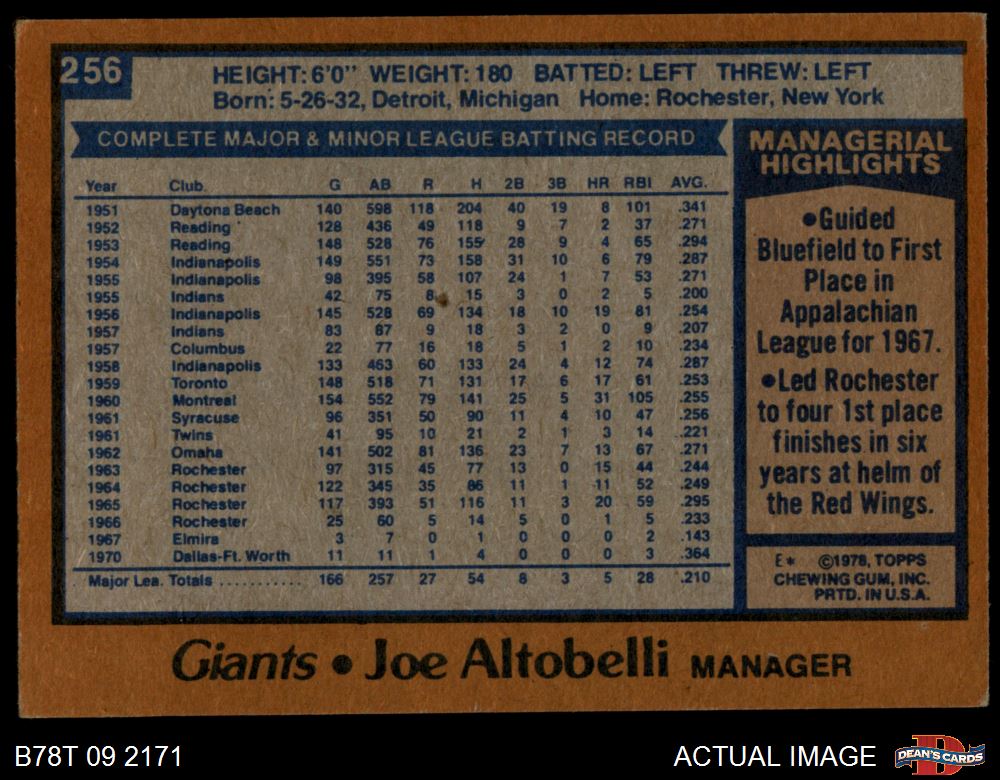 256
HEIGHT: 6'0" WEIGHT: 180 BATTED: LEFT THREW: LEFT
Born: 5-26-32, Detroit, Michigan Home: Rochester, New York
COMPLETE MAJOR & MINOR LEAGUE BATTING RECORD
Year Club. G AB R H 2B 3B HR RBI AVG.
1951 Daytona Beach 140 598 118 204 40 19 8 101 .341
1952 Reading 128 436 49 118 9 7 2 37 .271
1953 Reading 148 528 76 155 28 9 4 65 .294
1954 Indianapolis 149 551 73 158 31 10 6 79 .287
1955 Indianapolis 98 395 58 107 24 1 7 53 .271
1955 Indians 42 75 8 15 3 0 2 5 .200
1956 Indianapolis 145 528 69 134 18 10 19 81 .254
1957 Indians 83 87 9 18 3 2 0 9 .207
1957 Columbus 22 77 16 18 5 1 2 10 .234
1958 Indianapolis 133 463 60 133 24 4 12 74 .287
1959 Toronto 148 518 71 131 17 6 17 61 .253
1960 Montreal 154 552 79 141 25 5 31 105 .255
1961 Syracuse 96 351 50 90 11 4 10 47 .256
1961 Twins 41 95 10 21 2 1 3 14 .221
1962 Omaha 141 502 81 136 23 7 13 67 .271
1963 Rochester 97 315 45 77 13 0 15 44 .244
1964 Rochester 122 345 35 86 11 1 11 52 .249
1965 Rochester 117 393 51 116 11 3 20 59 .295
1966 Rochester 25 60 5 14 5 0 1 5 .233
1967 Elmira 3 7 0 1 0 0 0 2 .143
1970 Dallas-Ft. Worth 11 11 1 4 0 0 0 3 .364
Major Lea. Totals ........... 166 257 27 54 8 3 5 28 .210
MANAGERIAL
HIGHLIGHTS
•Guided
Bluefield to First
Place in
Appalachian
League for 1967.
•Led Rochester
to four 1st place
finishes in six
years at helm of
the Red Wings.
E* ©1978, TOPPS
CHEWING GUM, INC.
PRTD. IN U.S.A.
Giants • Joe Altobelli MANAGER
B78T 09 2171
ACTUAL IMAGE
DEAN'S CARDS